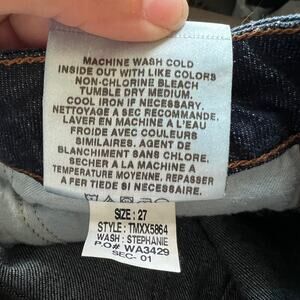 MACHINE WASH COLD
INSIDE OUT WITH LIKE COLORS
NON-CHLORINE BLEACH
TUMBLE DRY MEDIUM.
COOL IRON IF NECESSARY.
NETTOYAGE A SEC RECOMMANDE.
LAVER EN MACHINE A L'EAU
FROIDE AVEC COULEURS
SIMILAIRES. AGENT DE
BLANCHIMENT SANS CHLORE.
SECHER A LA MACHINE A
TEMPERATURE MOYENNE. REPASSER
A FER TIEDE SI NECESSAIRE.
SIZE : 27
STYLE : TMXX5864
WASH : STEPHANIE
P.O# WA3429
SEC- 01